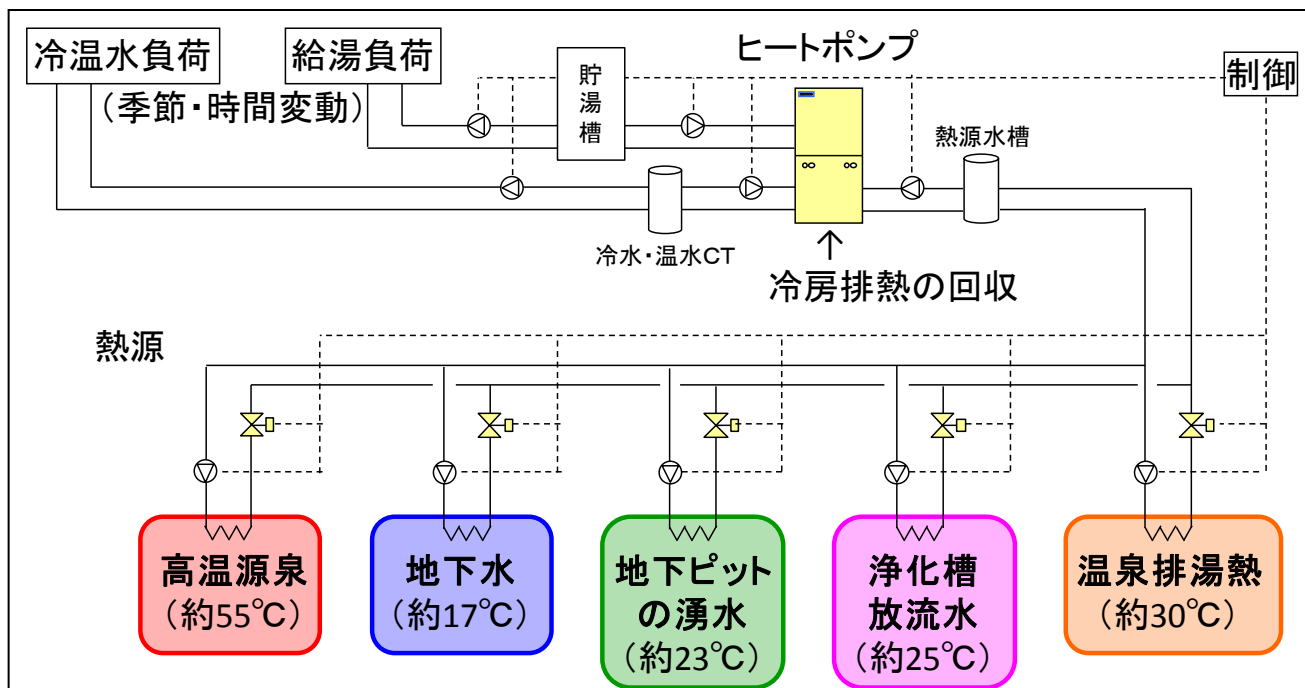 冷温水負荷
給湯負荷
(季節・時間変動)
貯湯槽
ヒートポンプ
制御
熱源水槽
冷水・温水CT
↑
冷房排熱の回収
熱源
高温源泉
(約55℃)
地下水
(約17℃)
地下ピット
の湧水
(約23℃)
浄化槽
放流水
(約25℃)
温泉排湯熱
(約30℃)